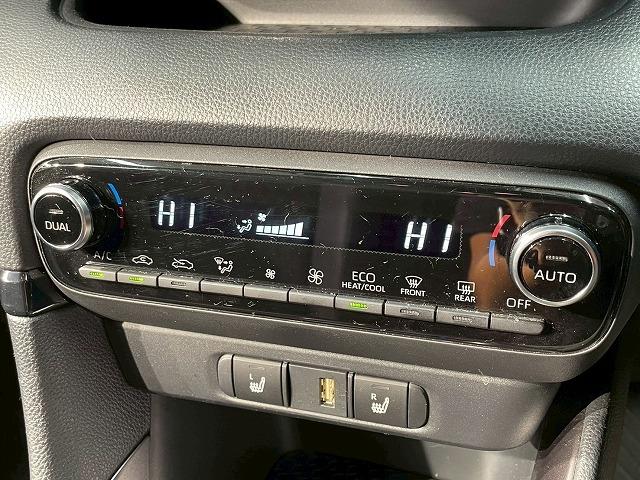 HI HI
DUAL AUTO
A/C ECO HEAT/COOL FRONT REAR OFF
L R